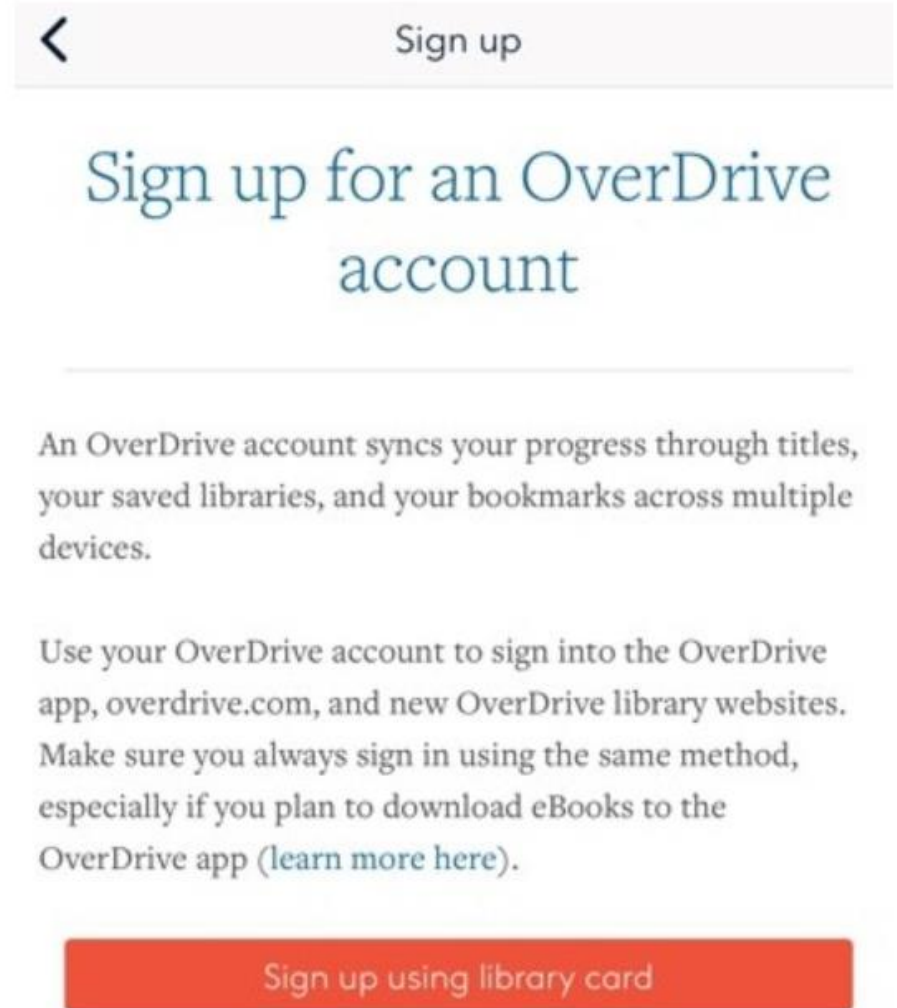 Sign up
Sign up for an OverDrive
account
An OverDrive account syncs your progress through titles,
your saved libraries, and your bookmarks across multiple
devices.
Use your OverDrive account to sign into the OverDrive
app, overdrive.com, and new OverDrive library websites.
Make sure you always sign in using the same method,
especially if you plan to download eBooks to the
OverDrive app (learn more here).
Sign up using library card